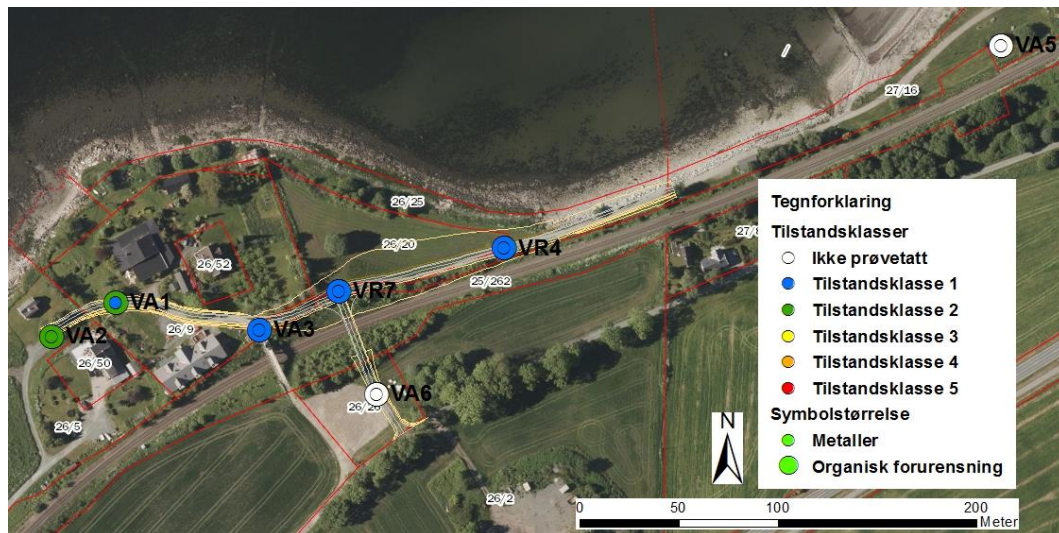 VA5
27/16
26/25
26/20
VR4
26/52
25/262
VR7
VA1
VA3
26/9
VA2
26/50
VA6
26/5
26/2
N
Tegnforklaring
Tilstandsklasser
Ikke prøvetatt
Tilstandsklasse 1
Tilstandsklasse 2
Tilstandsklasse 3
Tilstandsklasse 4
Tilstandsklasse 5
Symbolstørrelse
Metaller
Organisk forurensning
0 50 100 200
Meter